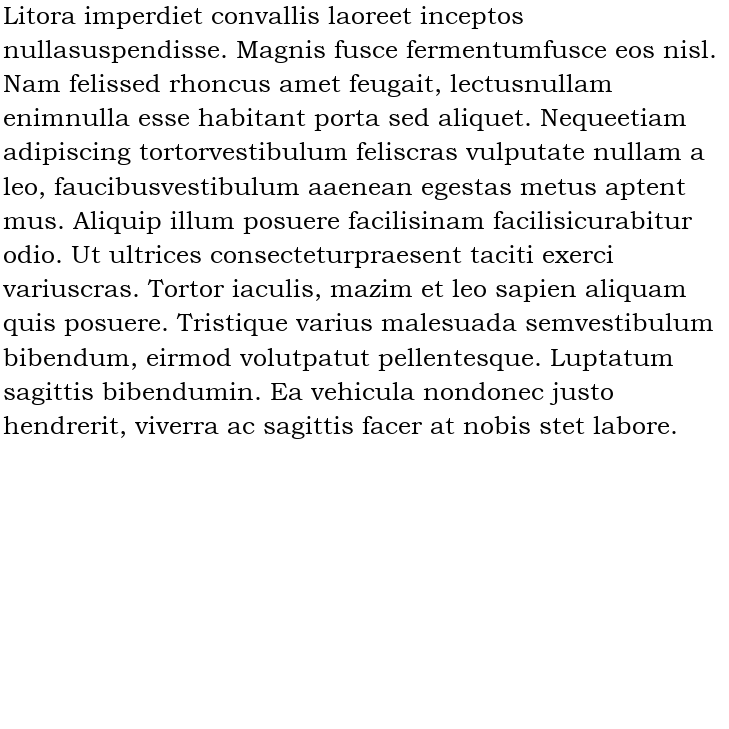 Litora imperdiet convallis laoreet inceptos
nullasuspendisse. Magnis fusce fermentumfusce eos nisl.
Nam felissed rhoncus amet feugait, lectusnullam
enimnulla esse habitant porta sed aliquet. Nequeetiam
adipiscing tortorvestibulum feliscras vulputate nullam a
leo, faucibusvestibulum aaenean egestas metus aptent
mus. Aliquip illum posuere facilisinam facilisicurabitur
odio. Ut ultrices consecteturpraesent taciti exerci
variuscras. Tortor iaculis, mazim et leo sapien aliquam
quis posuere. Tristique varius malesuada semvestibulum
bibendum, eirmod volutpatut pellentesque. Luptatum
sagittis bibendumin. Ea vehicula nondonec justo
hendrerit, viverra ac sagittis facer at nobis stet labore.